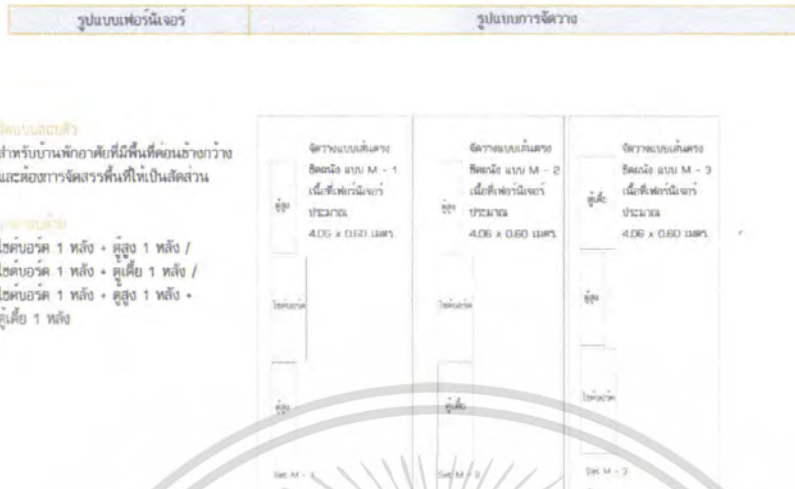 รูปแบบเฟอร์นิเจอร์
รูปแบบการจัดวาง
สำหรับบ้านพักอาศัยที่มีพื้นที่ค่อนข้างกว้าง
และต้องการจัดสรรพื้นที่ให้เป็นสัดส่วน
ไซด์บอร์ด 1 หลัง + ตู้สูง 1 หลัง /
ไซด์บอร์ด 1 หลัง + ตู้เตี้ย 1 หลัง /
ไซด์บอร์ด 1 หลัง + ตู้สูง 1 หลัง +
ตู้เตี้ย 1 หลัง
จัดวางแบบเส้นตรง
ชิดผนัง แบบ M - 1
เนื้อที่เฟอร์นิเจอร์
ประมาณ
4.06 x 0.60 เมตร
ตู้สูง
ไซด์บอร์ด
ตู้สูง
Set M - 1
จัดวางแบบเส้นตรง
ชิดผนัง แบบ M - 2
เนื้อที่เฟอร์นิเจอร์
ประมาณ
4.06 x 0.60 เมตร
ตู้สูง
ไซด์บอร์ด
ตู้เตี้ย
Set M - 2
จัดวางแบบเส้นตรง
ชิดผนัง แบบ M - 3
เนื้อที่เฟอร์นิเจอร์
ประมาณ
4.06 x 0.60 เมตร
ตู้เตี้ย
ตู้สูง
ไซด์บอร์ด
Set M - 3